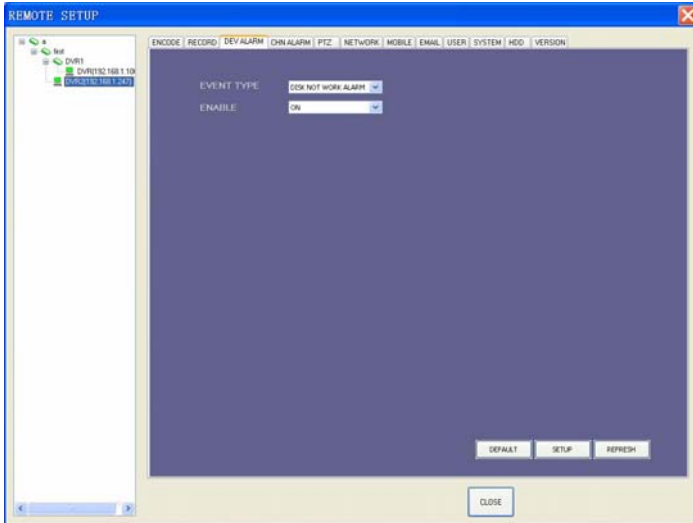 REMOTE SETUP
a
first
DVR1
DVR(192.168.1.10
DVR2(192.168.1.247)
ENCODE RECORD DEV ALARM CHN ALARM PTZ NETWORK MOBILE EMAIL USER SYSTEM HDD VERSION
EVENT TYPE DISK NOT WORK ALARM
ENABLE ON
DEFAULT SETUP REFRESH
CLOSE